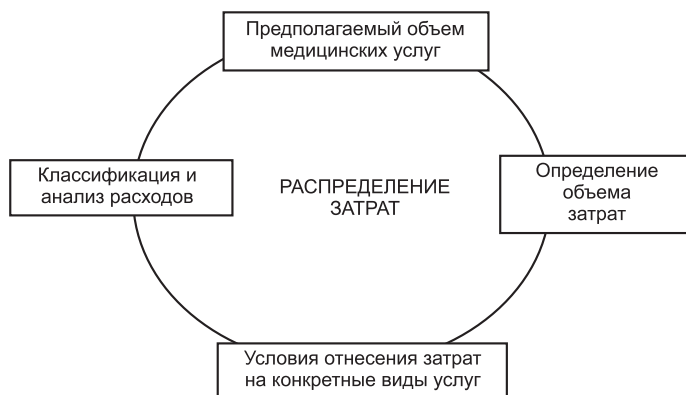 Предполагаемый объем
медицинских услуг
Классификация и
анализ расходов
РАСПРЕДЕЛЕНИЕ
ЗАТРАТ
Определение
объема
затрат
Условия отнесения затрат
на конкретные виды услуг